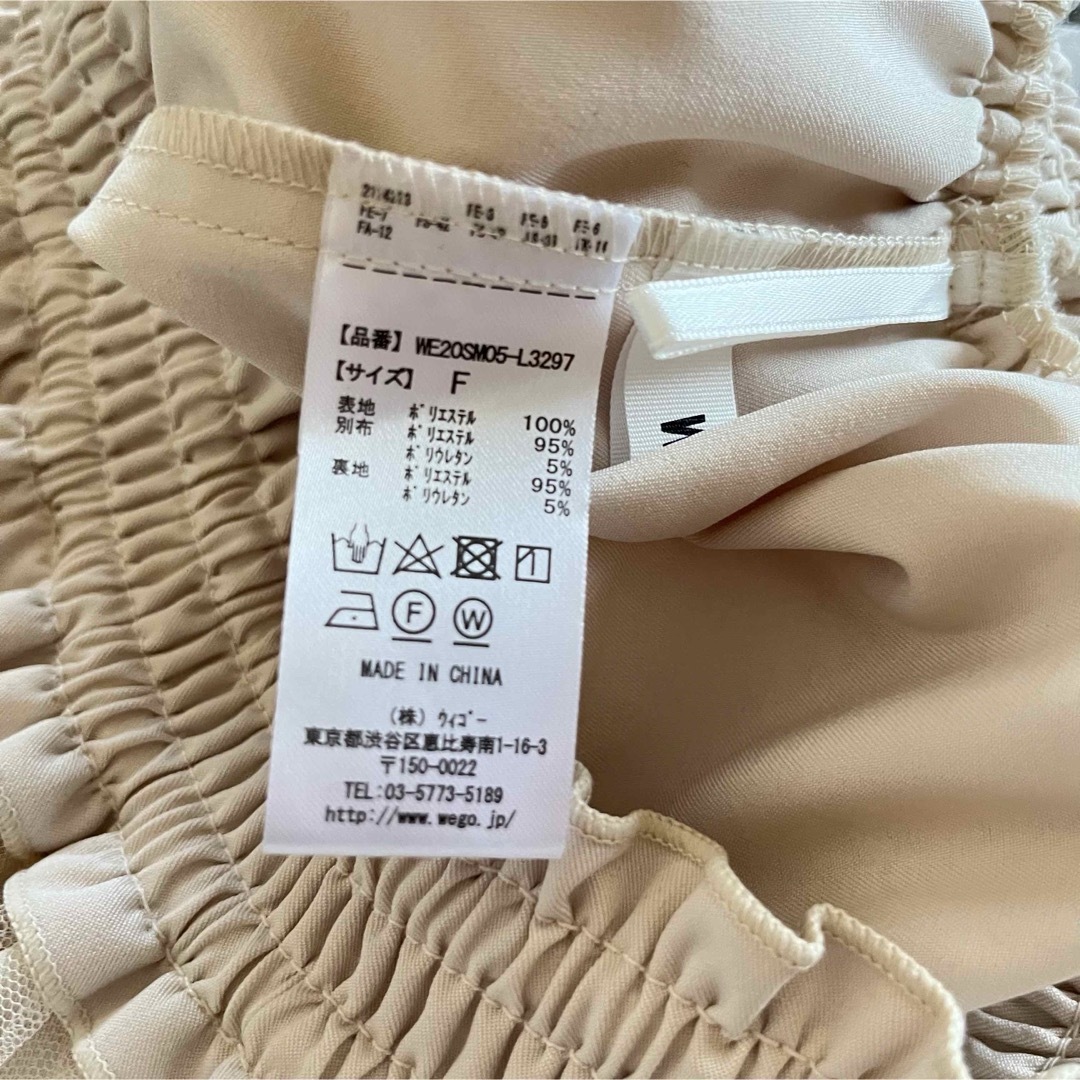 FA-12
【品番】 WE20SM05-L3297
【サイズ】 F
表地 ポリエステル 100%
別布 ポリエステル 95%
ポリウレタン 5%
裏地 ポリエステル 95%
ポリウレタン 5%
F W
MADE IN CHINA
(株) ウィゴー
東京都渋谷区恵比寿南1-16-3
〒150-0022
TEL:03-5773-5189
http://www.wego.jp/
W